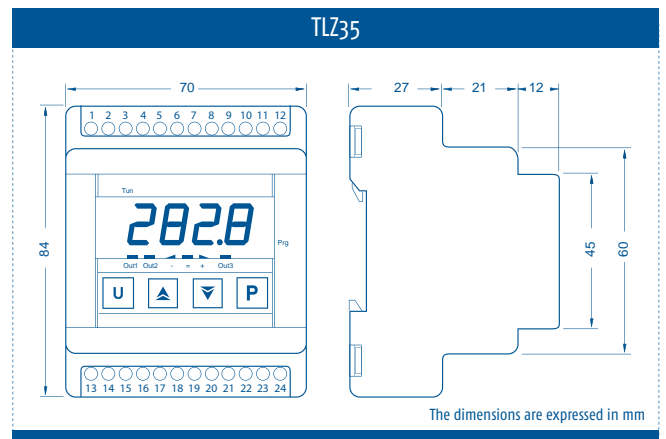 TLZ35
70
27 21 12
1 2 3 4 5 6 7 8 9 10 11 12
84
Tun
282.8
Prg
Out1 Out2 - = + Out3
U P
45
60
13 14 15 16 17 18 19 20 21 22 23 24
The dimensions are expressed in mm